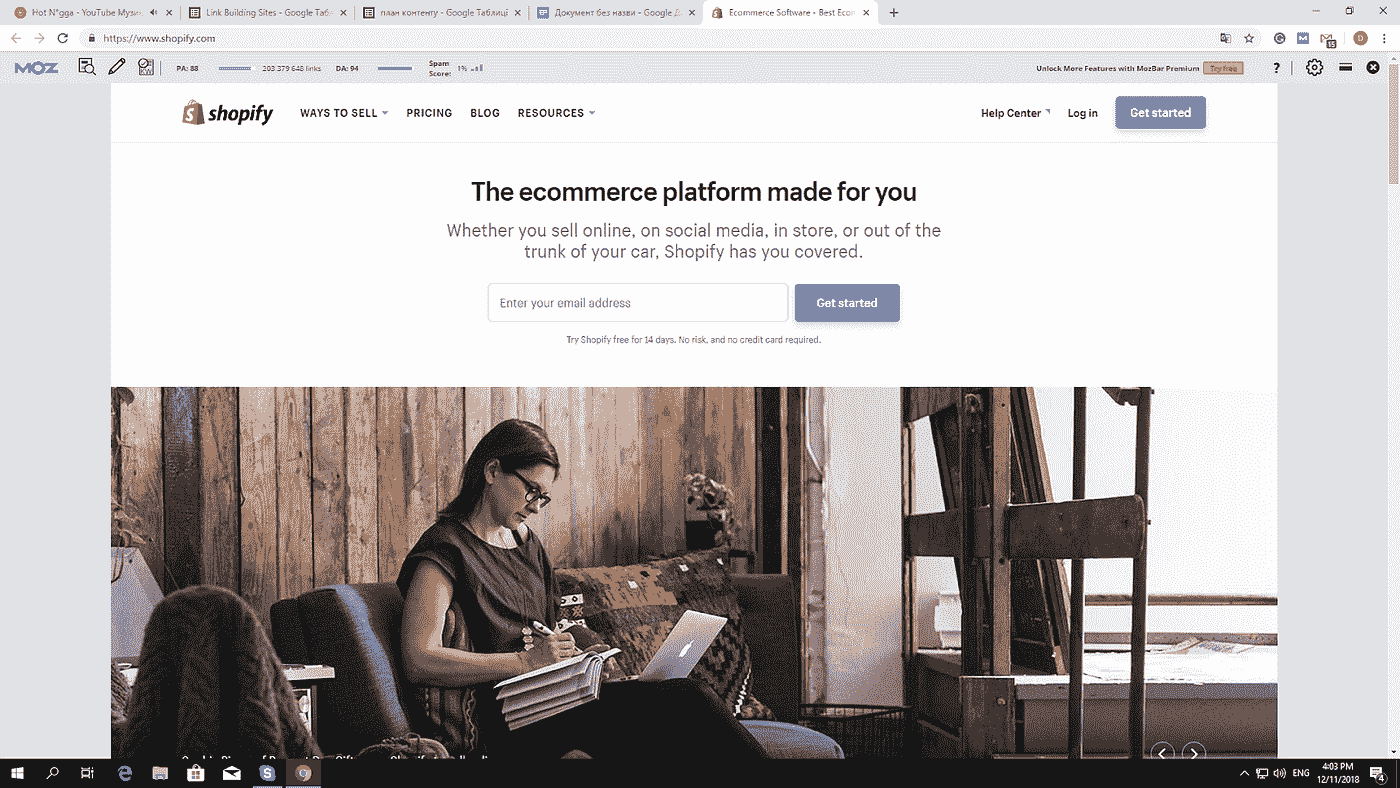 Hot N*gga - YouTube Музи
Link Building Sites - Google Табл
план контенту - Google Таблиці
Документ без назви - Google Д
Ecommerce Software - Best Econ
https://www.shopify.com
15
D
MOZ
KW
PA: 88
203 379 648 links
DA: 94
Spam
Score:
1%
Unlock More Features with MozBar Premium
Try free
?
shopify
WAYS TO SELL
PRICING
BLOG
RESOURCES
Help Center
Log in
Get started
The ecommerce platform made for you
Whether you sell online, on social media, in store, or out of the
trunk of your car, Shopify has you covered.
Enter your email address
Get started
Try Shopify free for 14 days. No risk, and no credit card required.
ENG
4:03 PM
12/11/2018
4